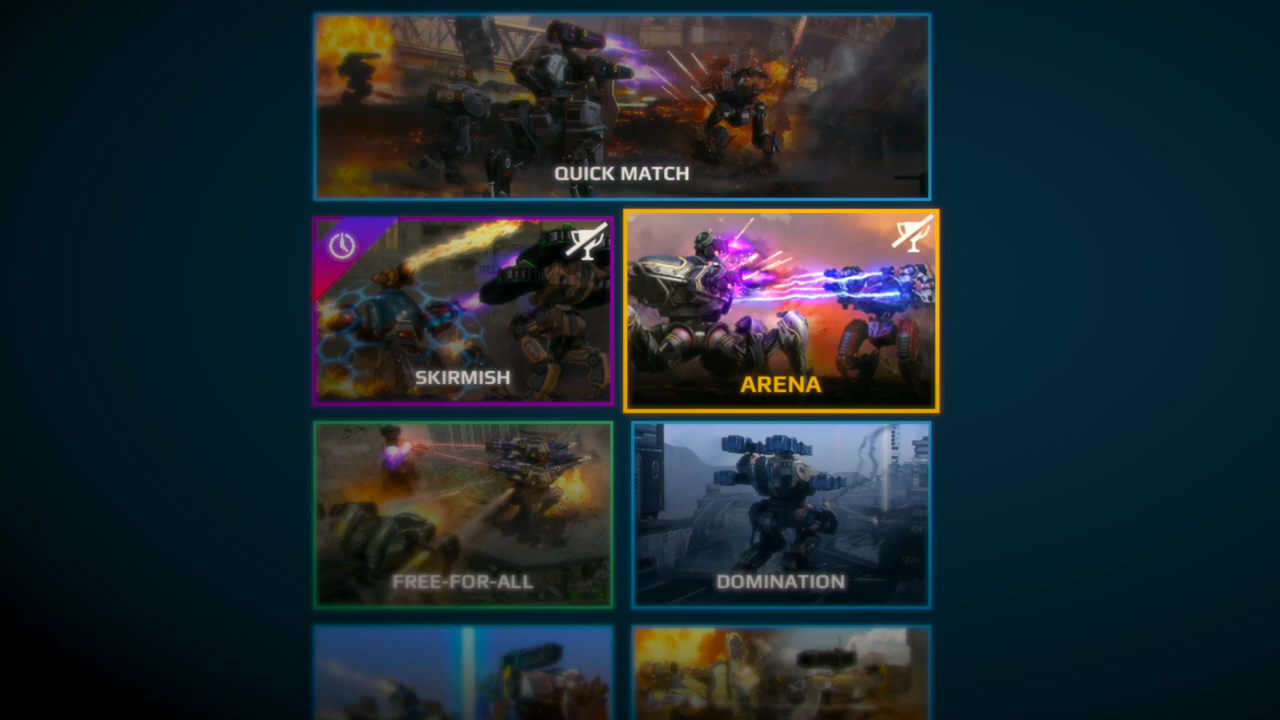 QUICK MATCH
SKIRMISH
ARENA
FREE-FOR-ALL
DOMINATION